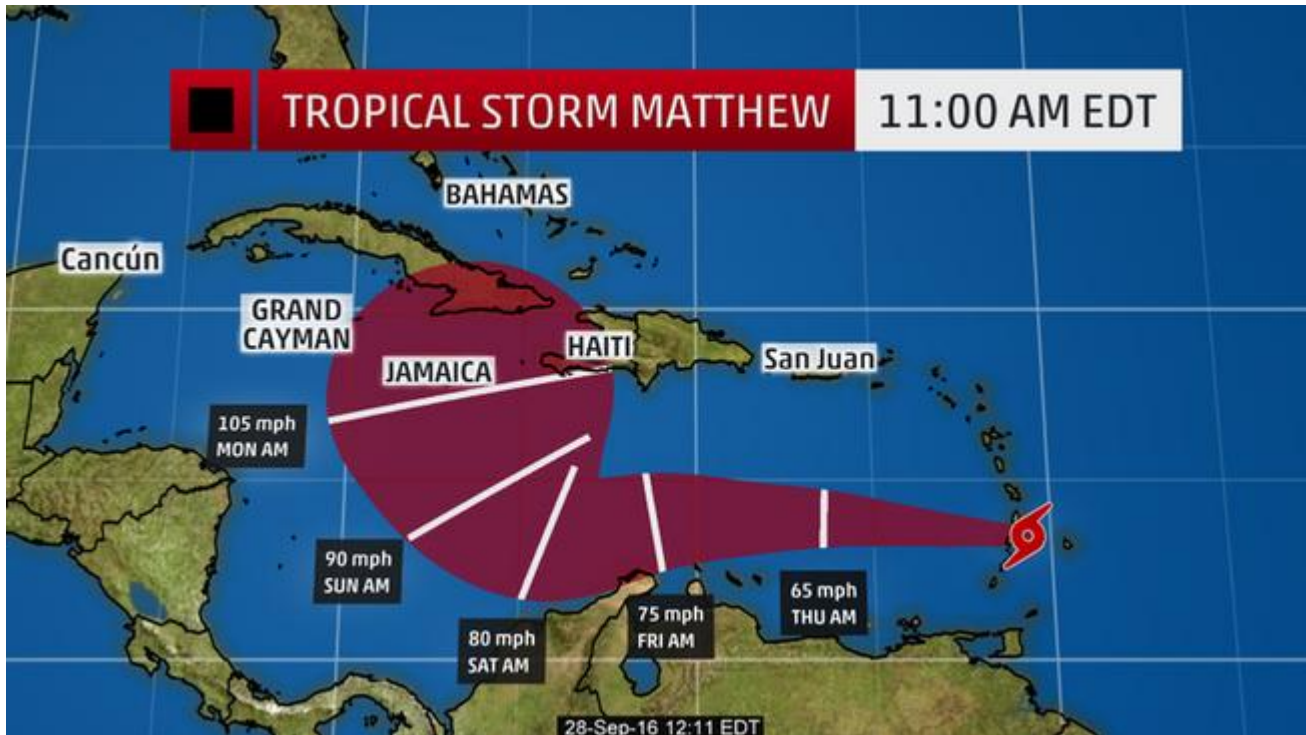 TROPICAL STORM MATTHEW 11:00 AM EDT
BAHAMAS
Cancún
GRAND
CAYMAN
HAITI
San Juan
JAMAICA
105 mph
MON AM
90 mph
SUN AM
80 mph
SAT AM
75 mph
FRI AM
65 mph
THU AM
28-Sep-16 12:11 EDT